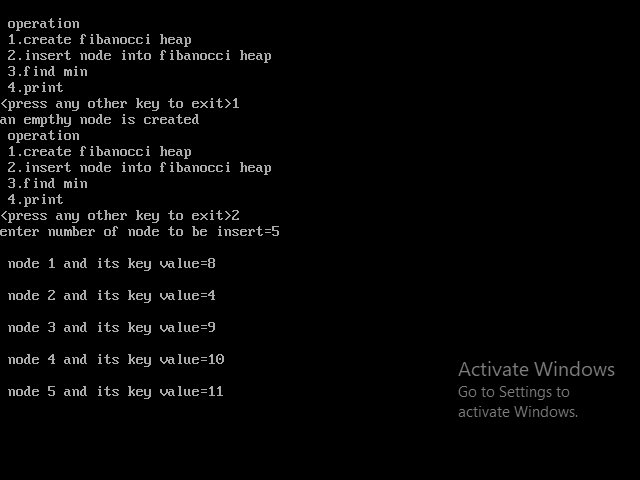 operation
1.create fibanocci heap
2.insert node into fibanocci heap
3.find min
4.print
<press any other key to exit>1
an empthy node is created
operation
1.create fibanocci heap
2.insert node into fibanocci heap
3.find min
4.print
<press any other key to exit>2
enter number of node to be insert=5
node 1 and its key value=8
node 2 and its key value=4
node 3 and its key value=9
node 4 and its key value=10
node 5 and its key value=11
Activate Windows
Go to Settings to
activate Windows.